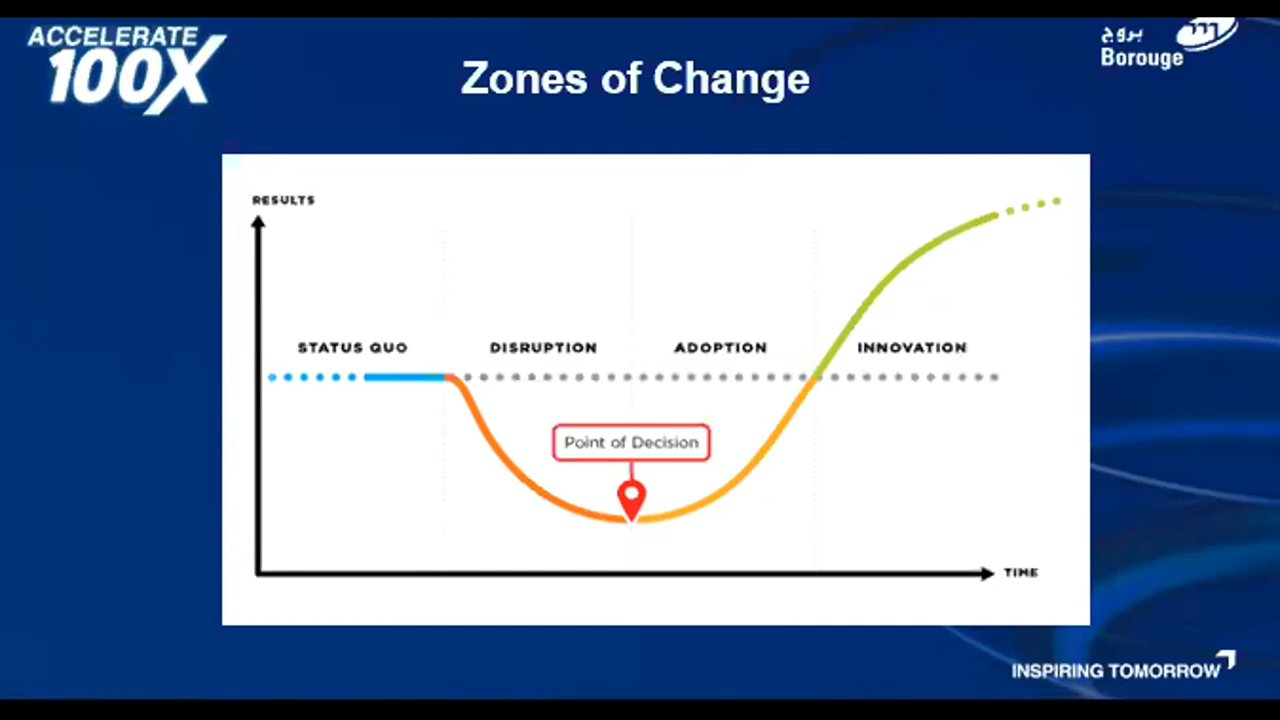 ACCELERATE
100X
Zones of Change
بروج
Borouge
RESULTS
STATUS QUO
DISRUPTION
ADOPTION
INNOVATION
Point of Decision
TIME
INSPIRING TOMORROW